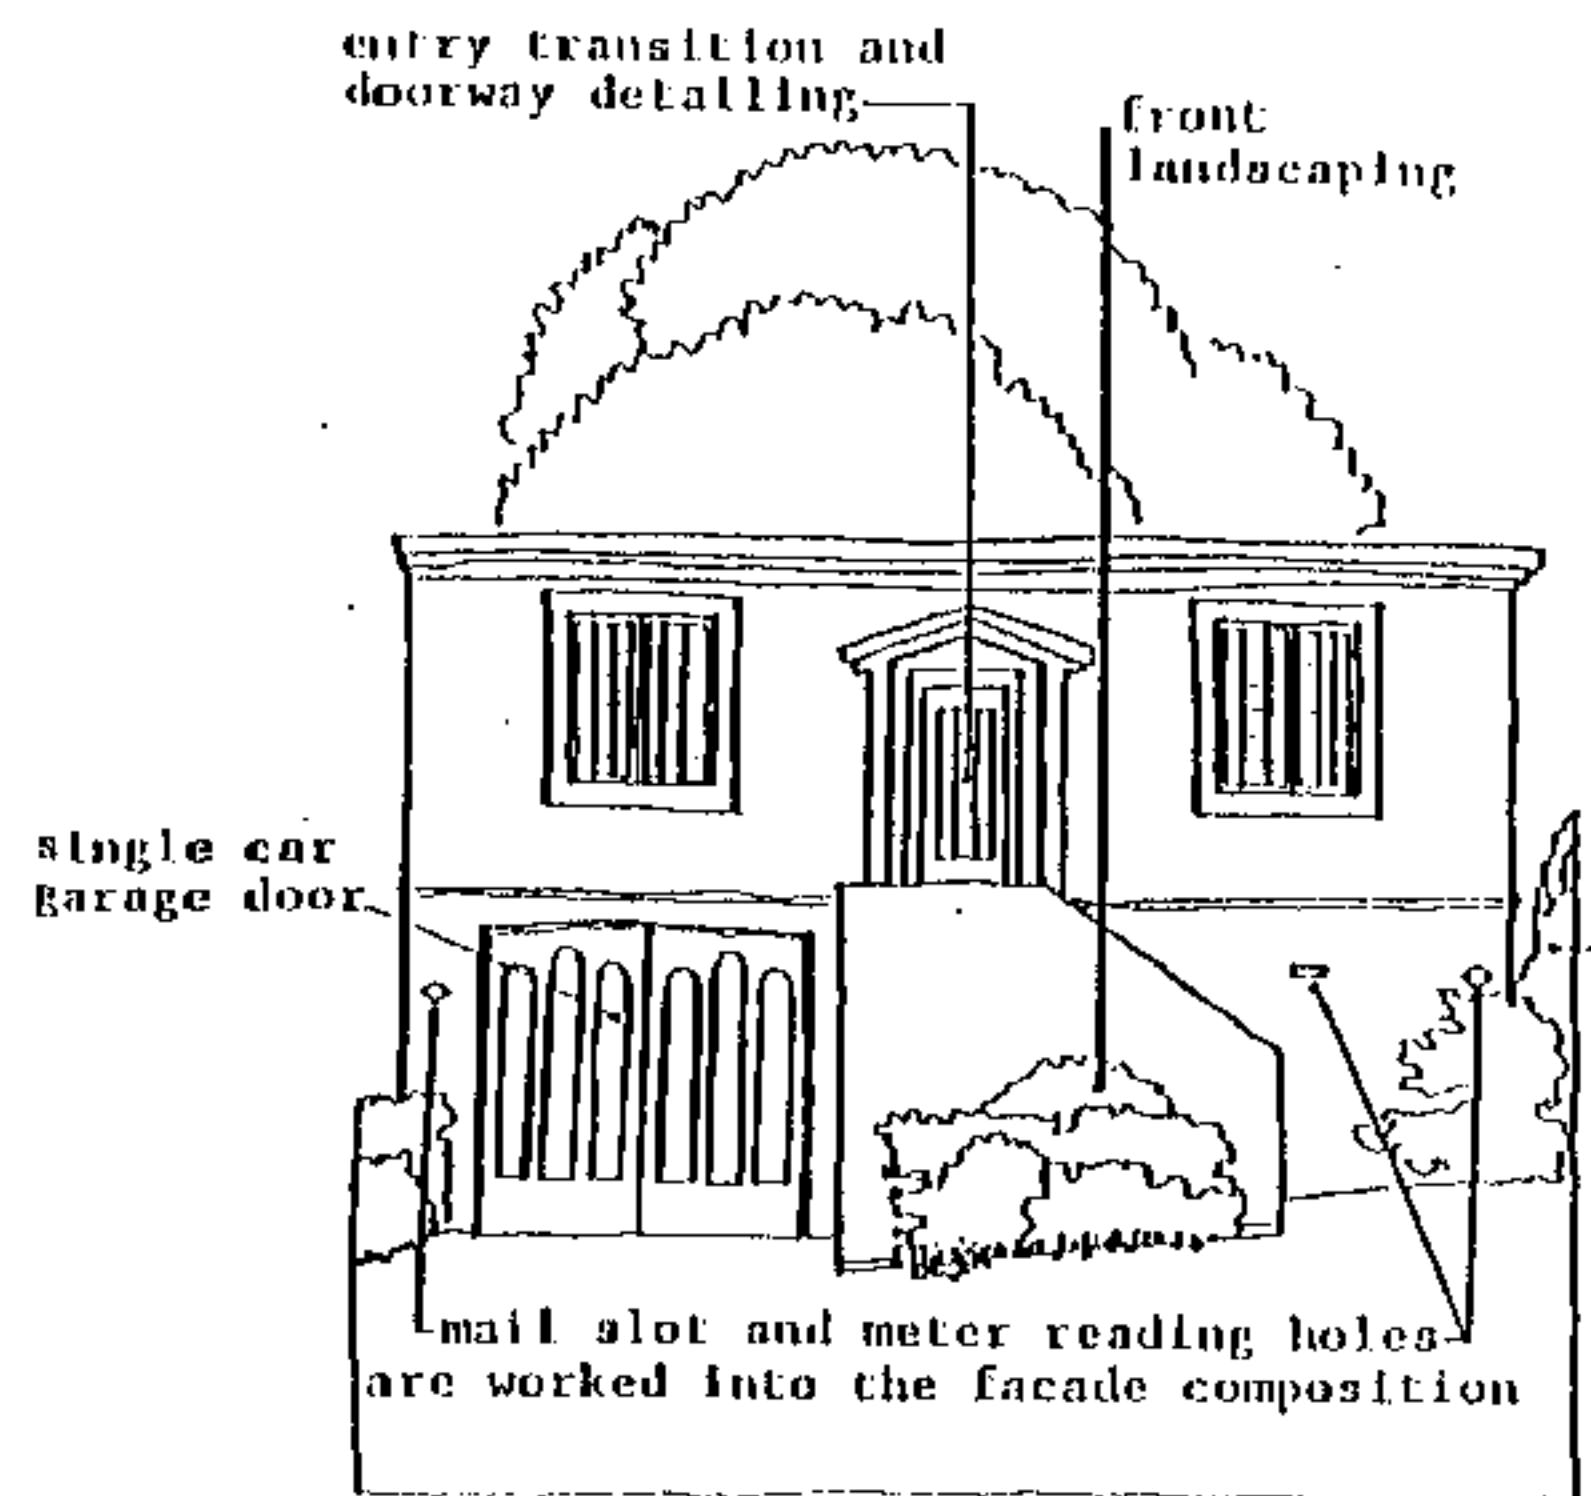 entry transition and
doorway detailing
front
landscaping
single car
garage door
mail slot and meter reading holes
are worked into the facade composition